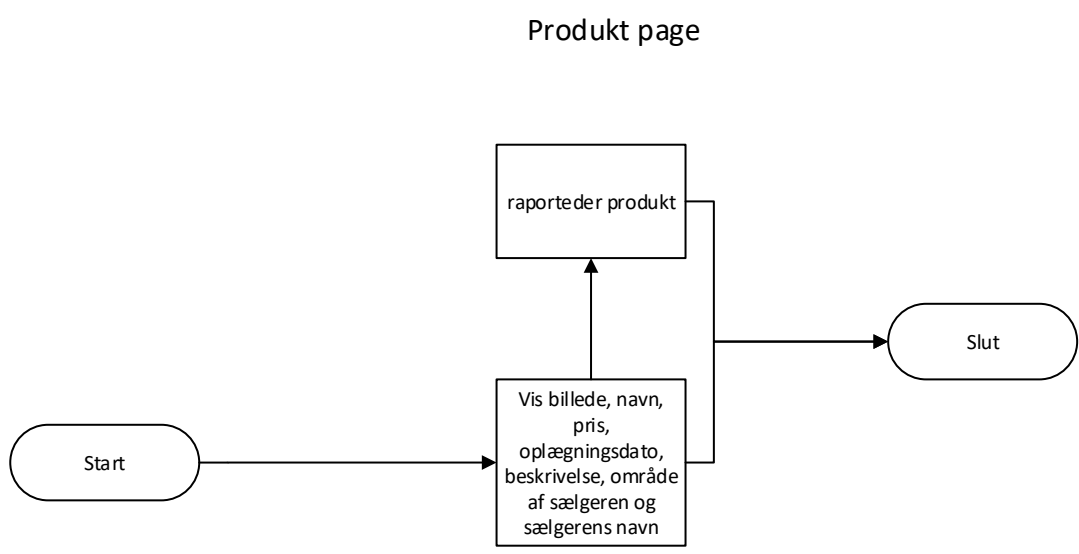 Produkt page
raporteder produkt
Vis billede, navn,
pris,
oplægningsdato,
beskrivelse, område
af sælgeren og
sælgerens navn
Start
Slut